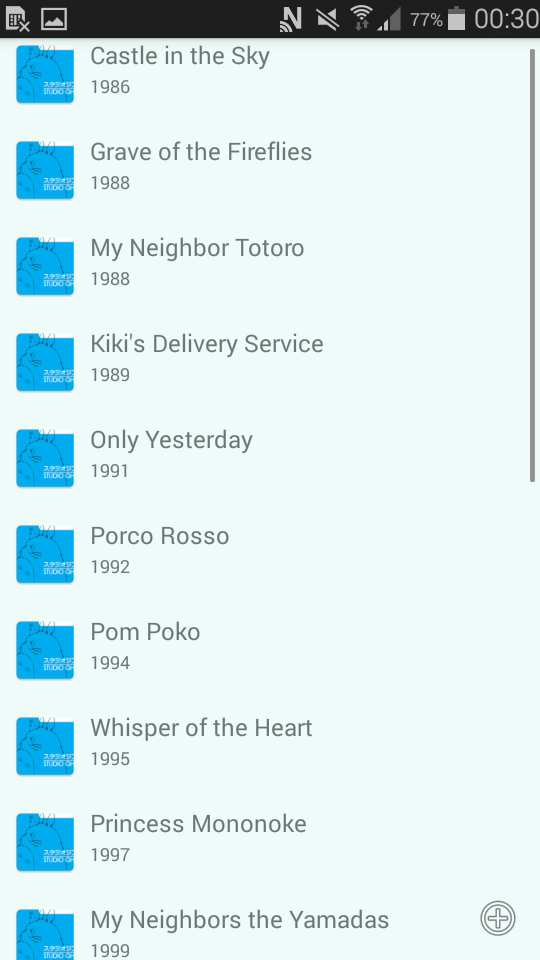 77% 00:30
Castle in the Sky
1986
Grave of the Fireflies
1988
My Neighbor Totoro
1988
Kiki's Delivery Service
1989
Only Yesterday
1991
Porco Rosso
1992
Pom Poko
1994
Whisper of the Heart
1995
Princess Mononoke
1997
My Neighbors the Yamadas
1999